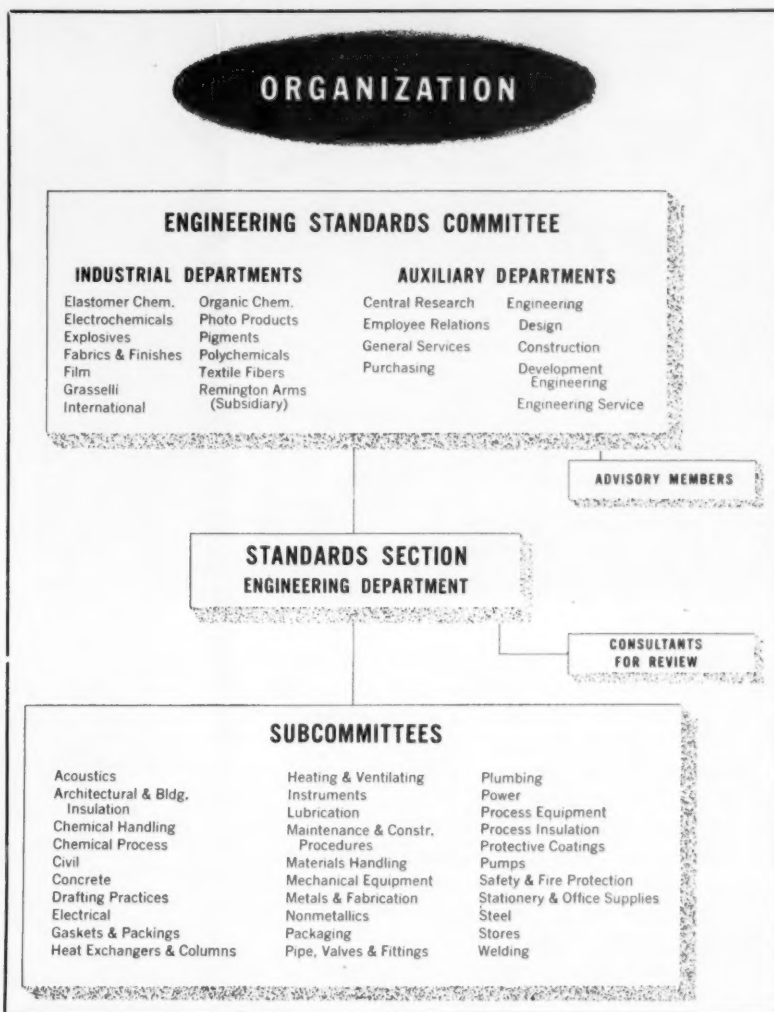 ORGANIZATION
ENGINEERING STANDARDS COMMITTEE
INDUSTRIAL DEPARTMENTS
Elastomer Chem.
Electrochemicals
Explosives
Fabrics & Finishes
Film
Grasselli
International
Organic Chem.
Photo Products
Pigments
Polychemicals
Textile Fibers
Remington Arms
(Subsidiary)
AUXILIARY DEPARTMENTS
Central Research
Employee Relations
General Services
Purchasing
Engineering
Design
Construction
Development
Engineering
Engineering Service
ADVISORY MEMBERS
STANDARDS SECTION
ENGINEERING DEPARTMENT
CONSULTANTS
FOR REVIEW
SUBCOMMITTEES
Acoustics
Architectural & Bldg.
Insulation
Chemical Handling
Chemical Process
Civil
Concrete
Drafting Practices
Electrical
Gaskets & Packings
Heat Exchangers & Columns
Heating & Ventilating
Instruments
Lubrication
Maintenance & Constr.
Procedures
Materials Handling
Mechanical Equipment
Metals & Fabrication
Nonmetallics
Packaging
Pipe, Valves & Fittings
Plumbing
Power
Process Equipment
Process Insulation
Protective Coatings
Pumps
Safety & Fire Protection
Stationery & Office Supplies
Steel
Stores
Welding